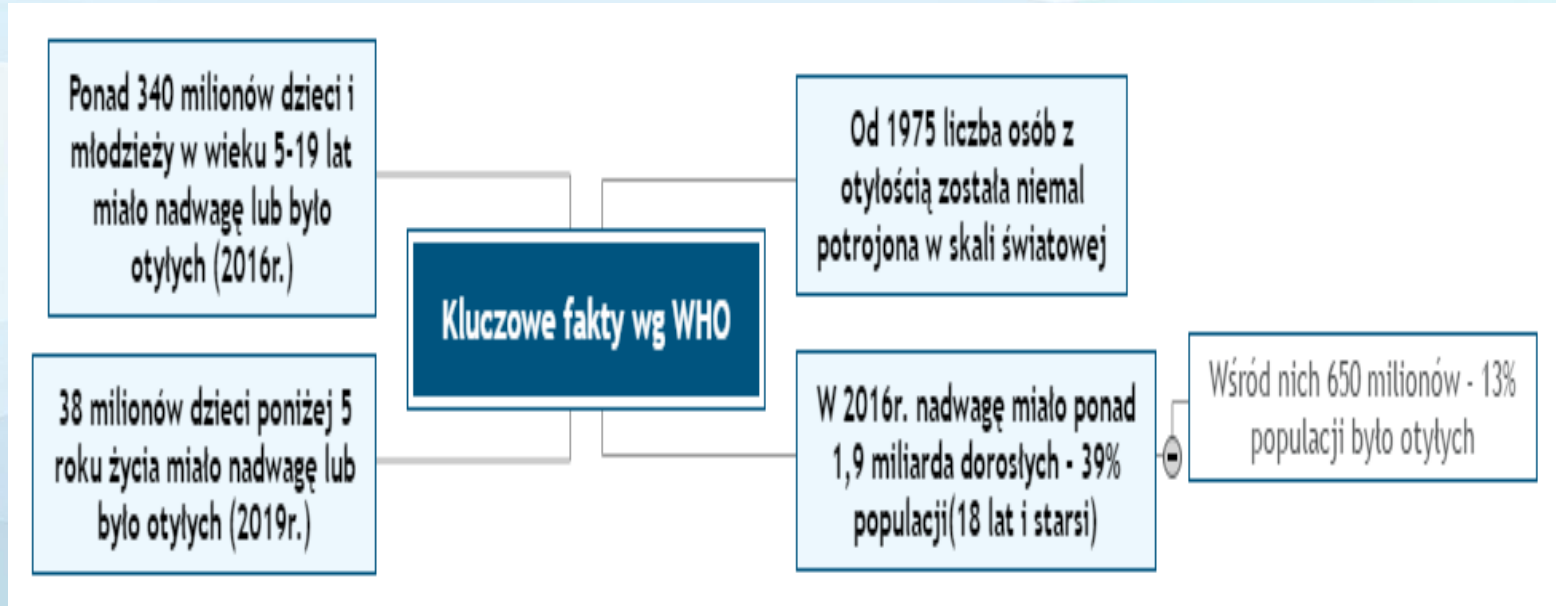 Ponad 340 milionów dzieci i
młodzieży w wieku 5-19 lat
miało nadwagę lub było
otyłych (2016r.)
38 milionów dzieci poniżej 5
roku życia miało nadwagę lub
było otyłych (2019r.)
Kluczowe fakty wg WHO
Od 1975 liczba osób z
otyłością została niemal
potrojona w skali światowej
W 2016r. nadwagę miało ponad
1,9 miliarda dorosłych - 39%
populacji(18 lat i starsi)
Wśród nich 650 milionów - 13%
populacji było otyłych